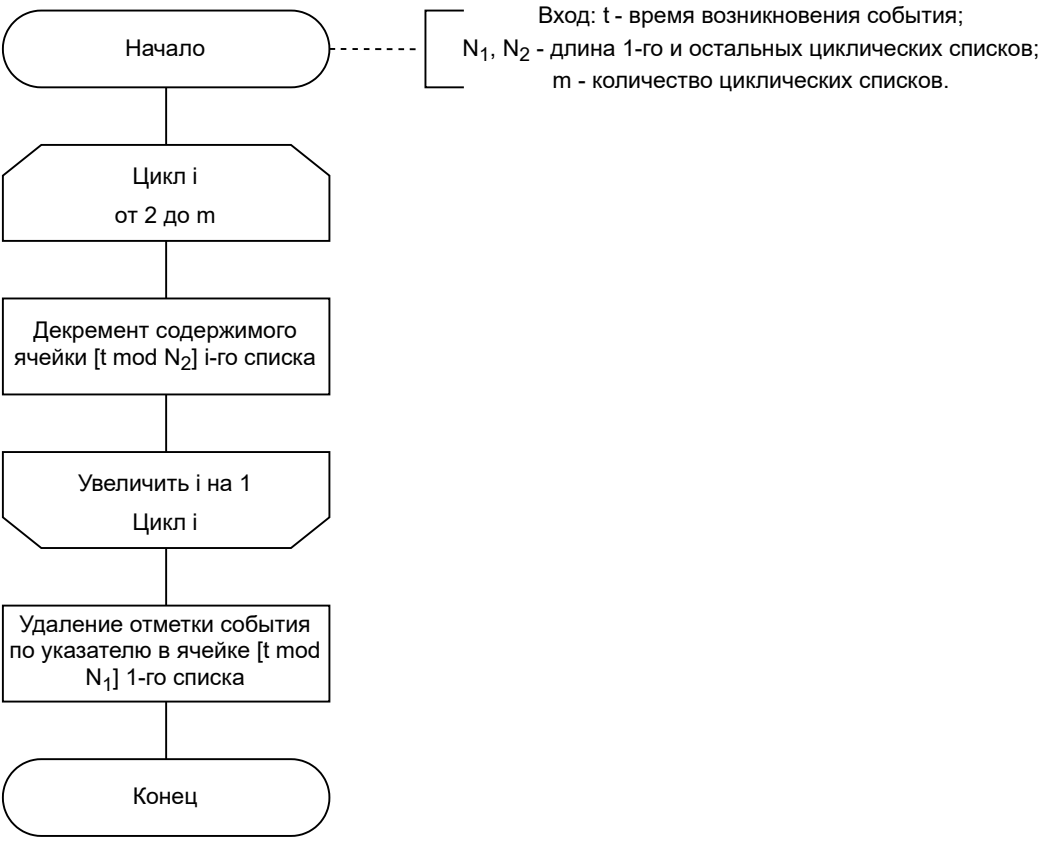 Начало
Вход: t - время возникновения события;
N₁, N₂ - длина 1-го и остальных циклических списков;
m - количество циклических списков.
Цикл i
от 2 до m
Декремент содержимого
ячейки [t mod N₂] i-го списка
Увеличить i на 1
Цикл i
Удаление отметки события
по указателю в ячейке [t mod
N₁] 1-го списка
Конец